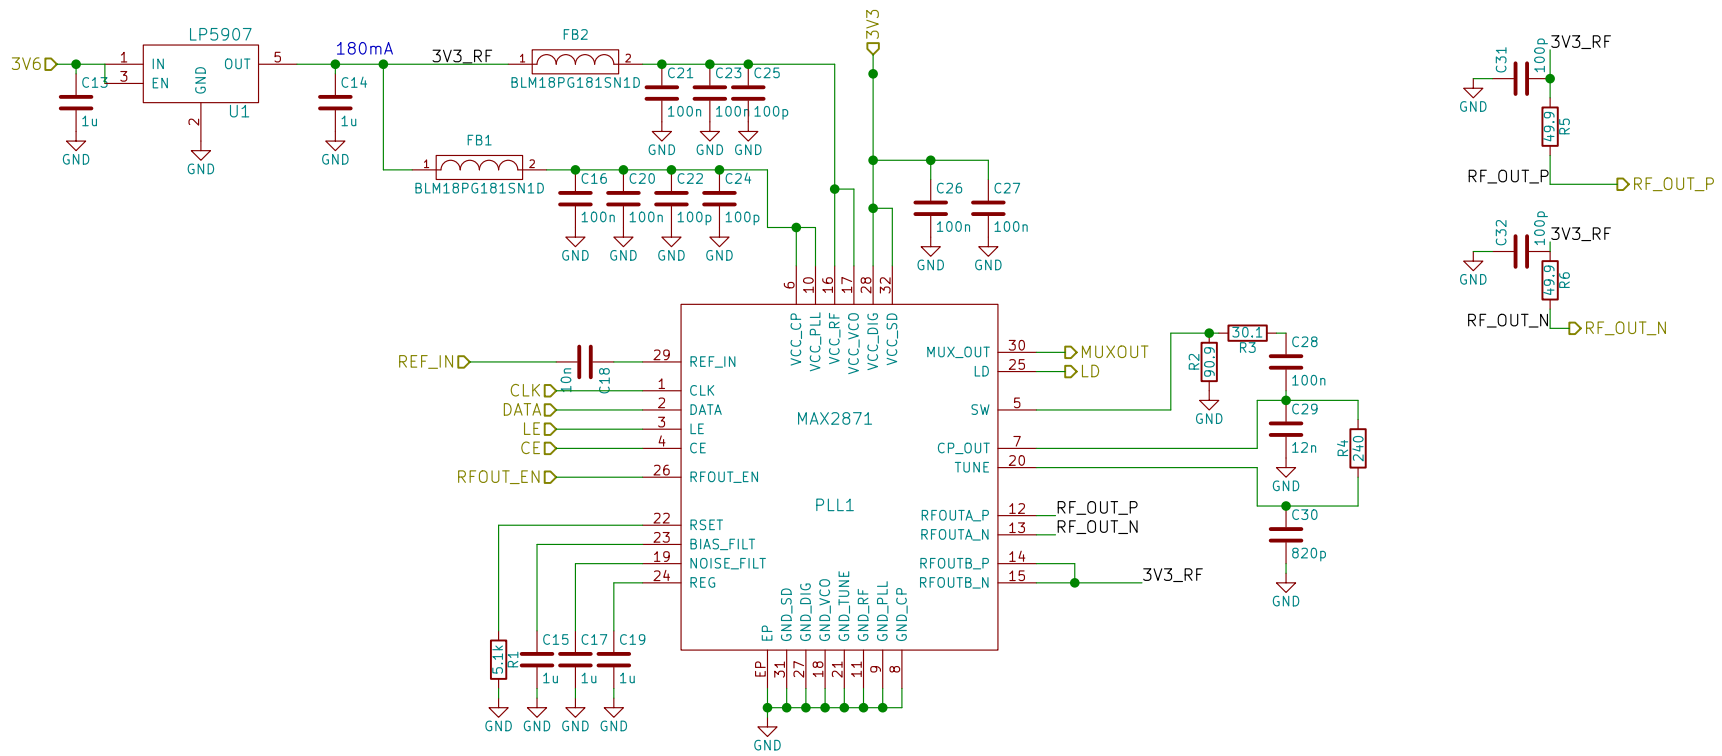 LP5907
3V6
1
IN
3
EN
OUT
5
GND
2
U1
C13
1u
GND
GND
180mA
C14
1u
GND
3V3_RF
FB2
1
2
BLM18PG181SN1D
C21
C23
C25
100n
100n
100p
GND
GND
GND
FB1
1
2
BLM18PG181SN1D
C16
C20
C22
C24
100n
100n
100p
100p
GND
GND
GND
GND
3V3
C26
C27
100n
100n
GND
GND
C31
100p
3V3_RF
GND
49.9
R5
RF_OUT_P
RF_OUT_P
C32
100p
3V3_RF
GND
49.9
R6
RF_OUT_N
RF_OUT_N
6
10
16
17
28
32
VCC_CP
VCC_PLL
VCC_RF
VCC_VCO
VCC_DIG
VCC_SD
REF_IN
10n
C18
29
REF_IN
CLK
1
CLK
DATA
2
DATA
LE
3
LE
CE
4
CE
RFOUT_EN
26
RFOUT_EN
22
RSET
23
BIAS_FILT
19
NOISE_FILT
24
REG
MAX2871
PLL1
MUX_OUT
30
MUXOUT
LD
25
LD
SW
5
CP_OUT
7
TUNE
20
RFOUTA_P
12
RF_OUT_P
RFOUTA_N
13
RF_OUT_N
RFOUTB_P
14
RFOUTB_N
15
3V3_RF
R2
90.9
GND
30.1
R3
C28
100n
C29
12n
GND
R4
240
C30
820p
GND
5.1k
R1
C15
C17
C19
1u
1u
1u
GND
GND
GND
GND
EP
GND_SD
GND_DIG
GND_VCO
GND_TUNE
GND_RF
GND_PLL
GND_CP
EP
31
27
18
21
11
9
8
GND